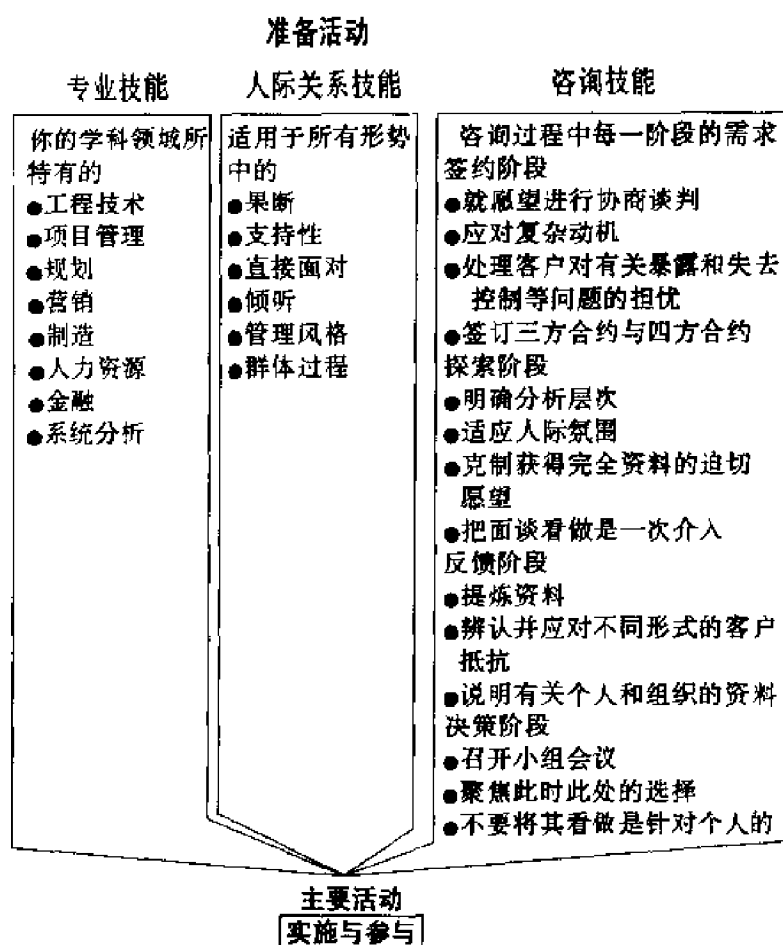 准备活动
专业技能
你的学科领域所
特有的
●工程技术
●项目管理
●规划
●营销
●制造
●人力资源
●金融
●系统分析
人际关系技能
适用于所有形势
中的
●果断
●支持性
●直接面对
●倾听
●管理风格
●群体过程
咨询技能
咨询过程中每一阶段的需求
签约阶段
●就愿望进行协商谈判
●应对复杂动机
●处理客户对有关暴露和失去
控制等问题的担忧
●签订三方合约与四方合约
探索阶段
●明确分析层次
●适应人际氛围
●克制获得完全资料的迫切
愿望
●把面谈看做是一次介入
反馈阶段
●提炼资料
●辨认并应对不同形式的客户
抵抗
●说明有关个人和组织的资料
决策阶段
●召开小组会议
●聚焦此时此处的选择
●不要将其看做是针对个人的
主要活动
实施与参与